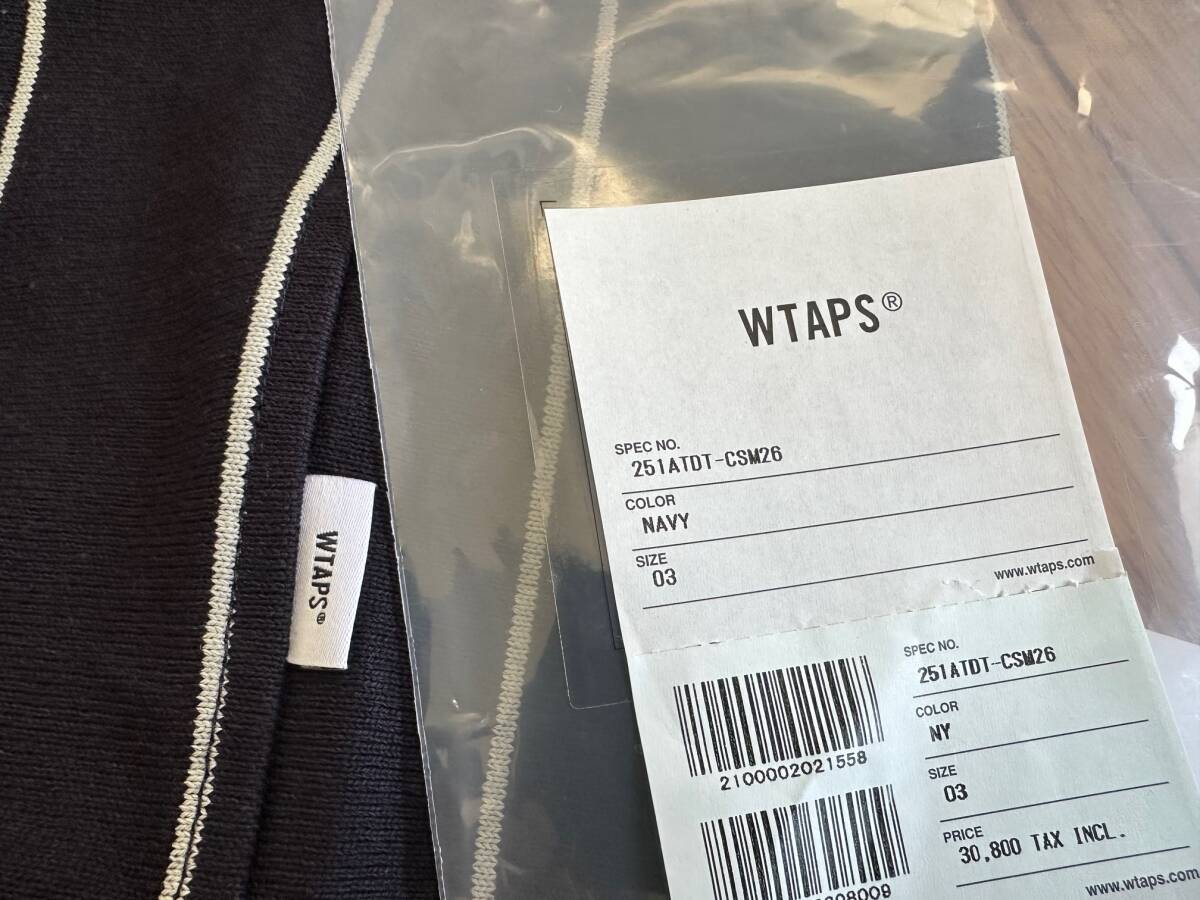 WTAPS®
SPEC NO.
251ATDT-CSM26
COLOR
NAVY
SIZE
03
www.wtaps.com
SPEC NO.
251ATDT-CSM26
COLOR
NY
SIZE
03
PRICE
30,800 TAX INCL.
www.wtaps.com
2100002021558
WTAPS®